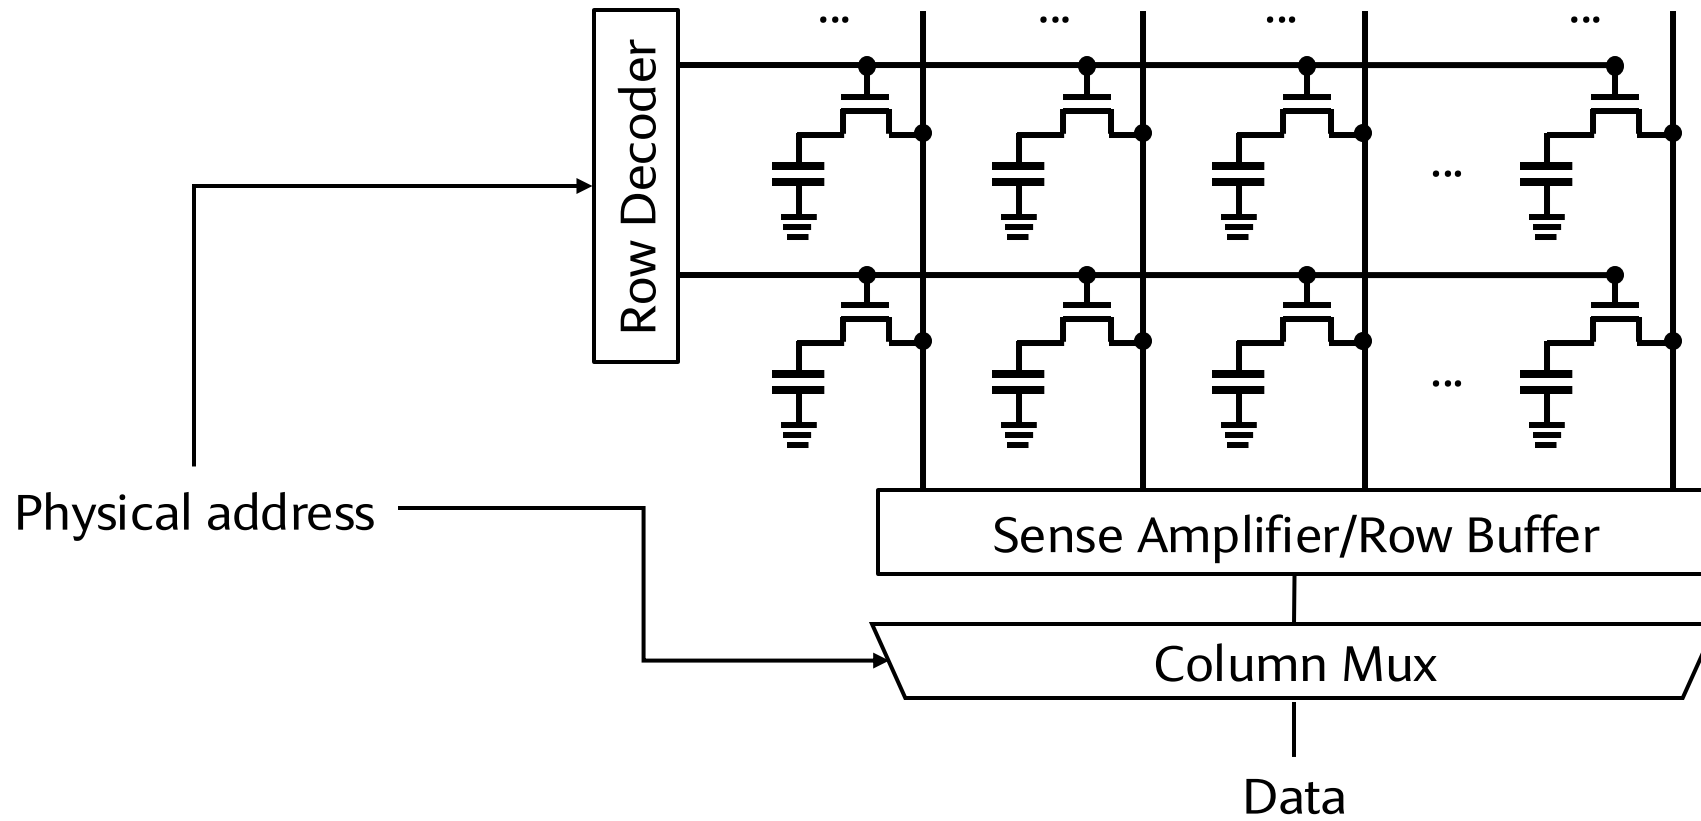 ...
...
...
...
Row Decoder
...
...
Physical address
Sense Amplifier/Row Buffer
Column Mux
Data